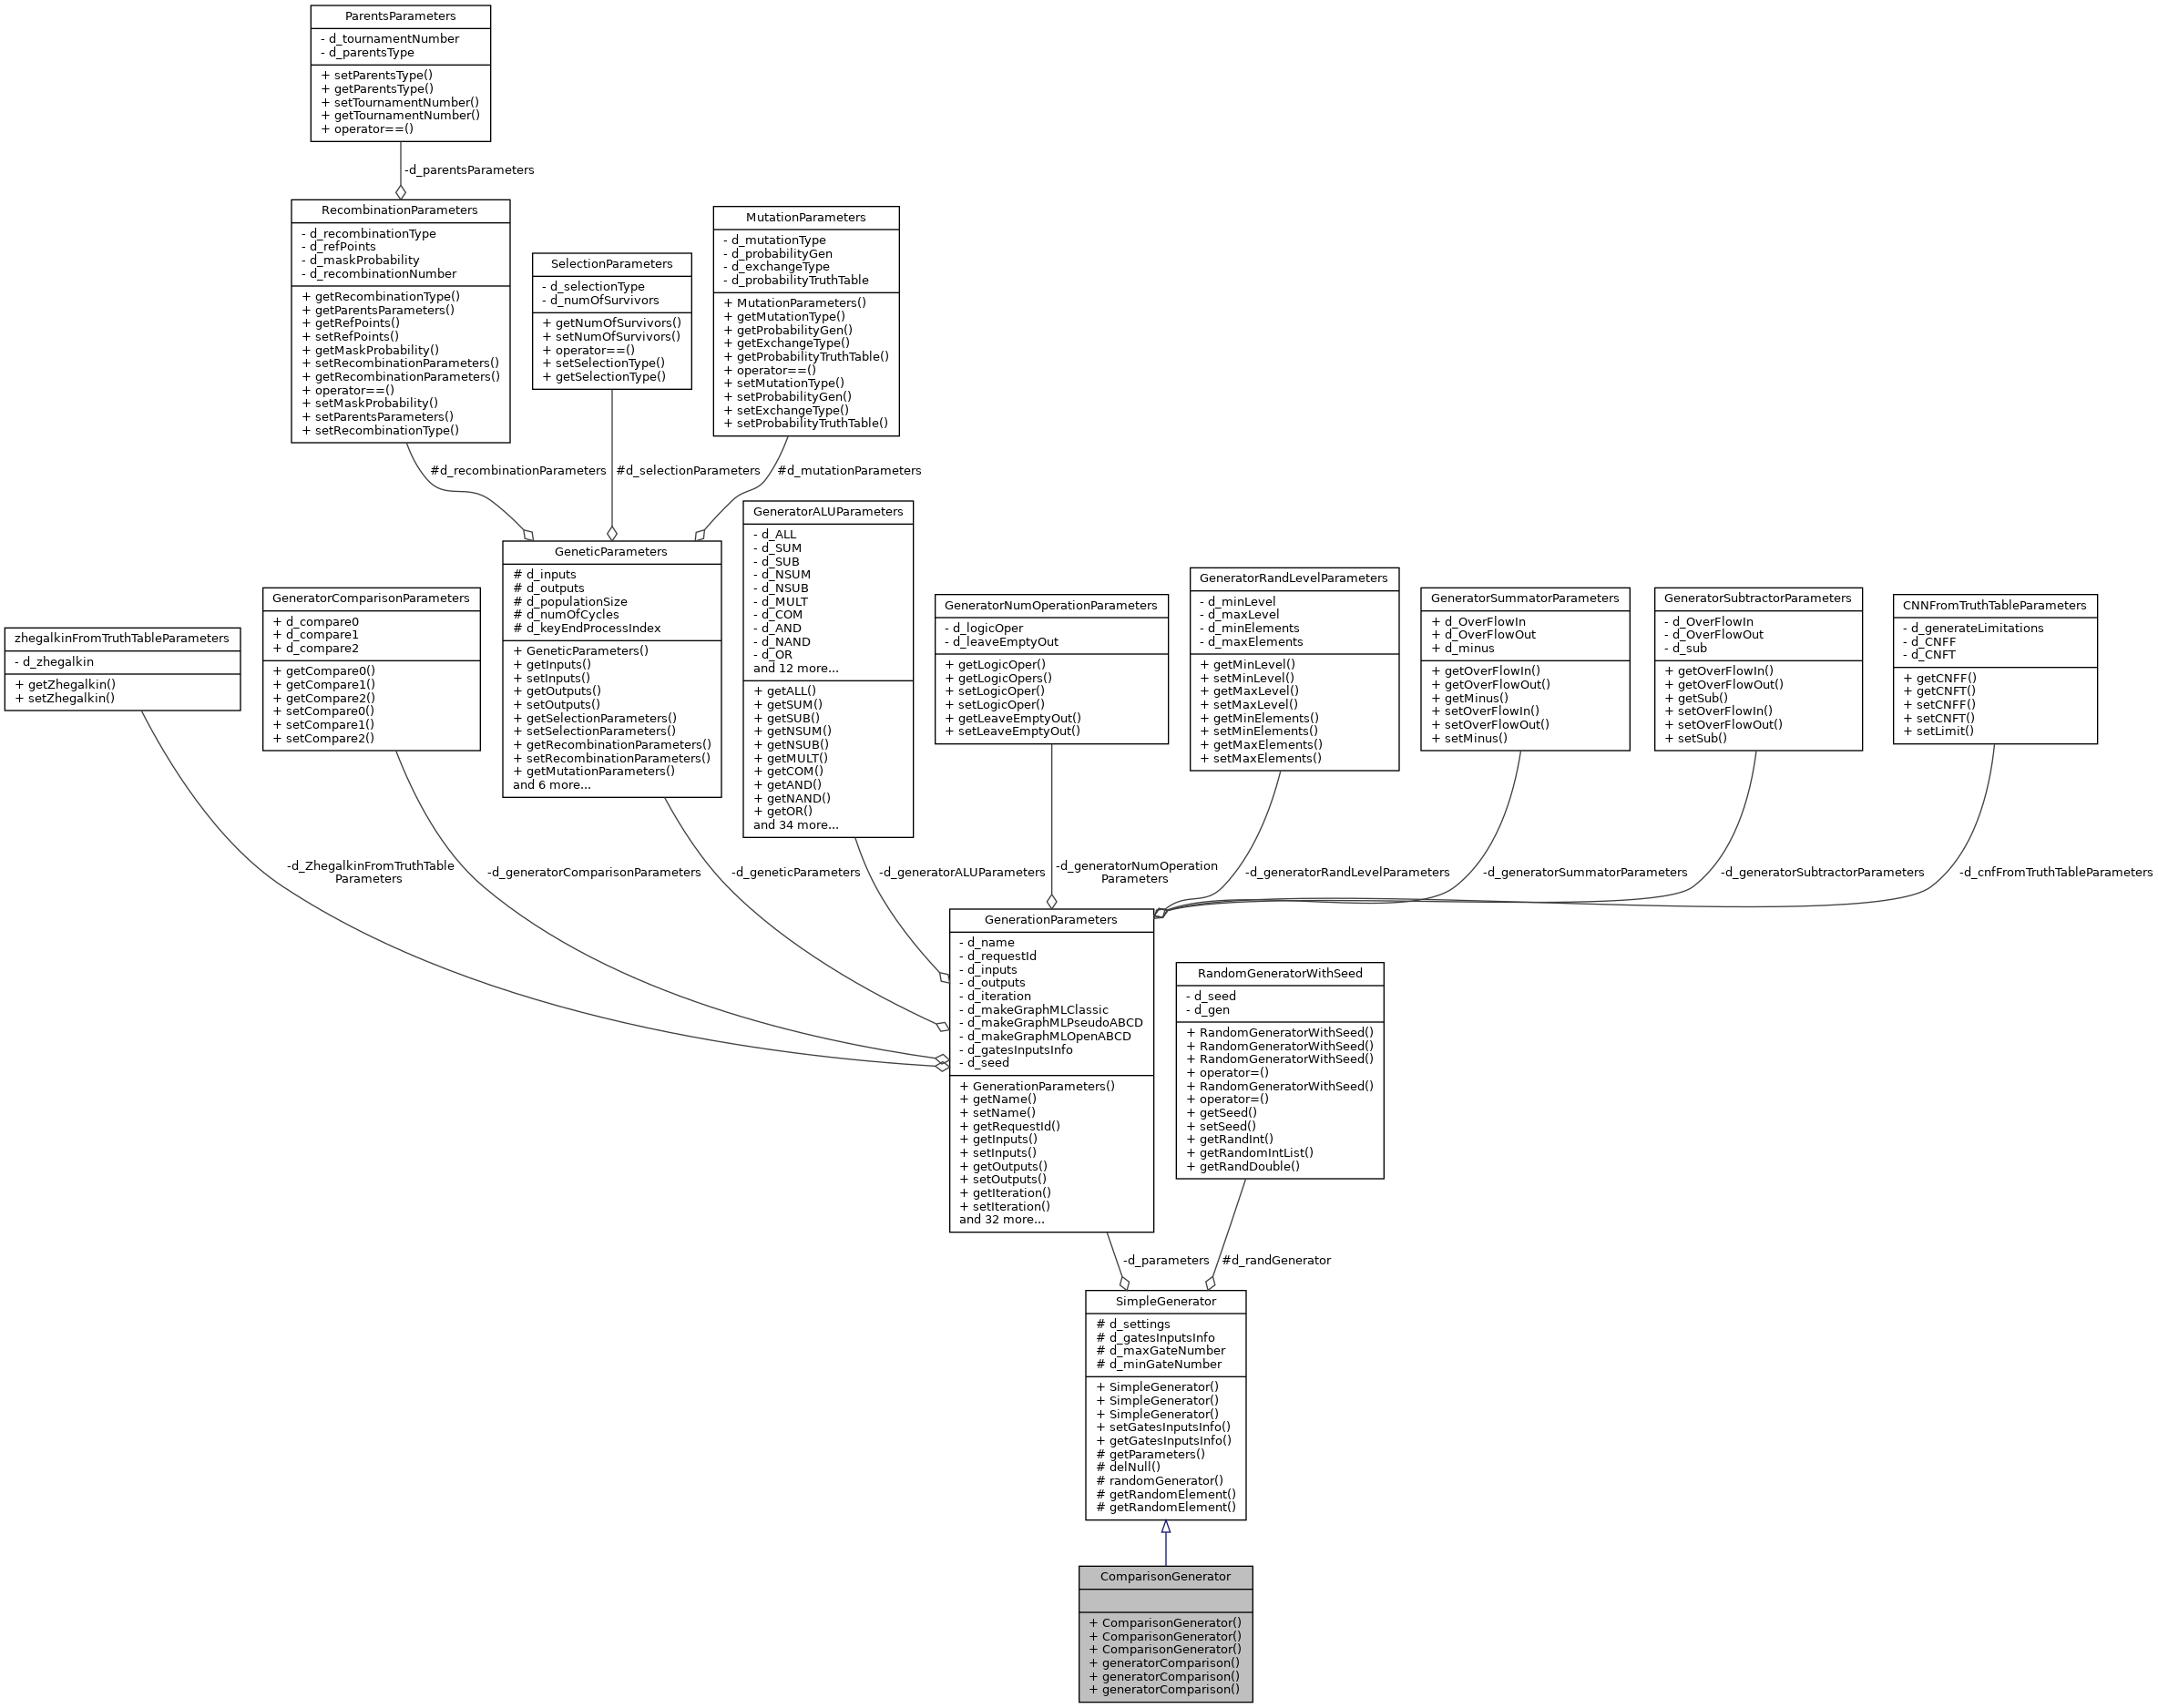 ParentsParameters
- d_tournamentNumber
- d_parentsType
+ setParentsType()
+ getParentsType()
+ setTournamentNumber()
+ getTournamentNumber()
+ operator==()
-d_parentsParameters
RecombinationParameters
- d_recombinationType
- d_refPoints
- d_maskProbability
- d_recombinationNumber
+ getRecombinationType()
+ getParentsParameters()
+ getRefPoints()
+ setRefPoints()
+ getMaskProbability()
+ setRecombinationParameters()
+ getRecombinationParameters()
+ operator==()
+ setMaskProbability()
+ setParentsParameters()
+ setRecombinationType()
SelectionParameters
- d_selectionType
- d_numOfSurvivors
+ getNumOfSurvivors()
+ setNumOfSurvivors()
+ operator==()
+ setSelectionType()
+ getSelectionType()
MutationParameters
- d_mutationType
- d_probabilityGen
- d_exchangeType
- d_probabilityTruthTable
+ MutationParameters()
+ getMutationType()
+ getProbabilityGen()
+ getExchangeType()
+ getProbabilityTruthTable()
+ operator==()
+ setMutationType()
+ setProbabilityGen()
+ setExchangeType()
+ setProbabilityTruthTable()
#d_recombinationParameters
#d_selectionParameters
#d_mutationParameters
zhegalkinFromTruthTableParameters
- d_zhegalkin
+ getZhegalkin()
+ setZhegalkin()
GeneratorComparisonParameters
+ d_compare0
+ d_compare1
+ d_compare2
+ getCompare0()
+ getCompare1()
+ getCompare2()
+ setCompare0()
+ setCompare1()
+ setCompare2()
GeneticParameters
# d_inputs
# d_outputs
# d_populationSize
# d_numOfCycles
# d_keyEndProcessIndex
+ GeneticParameters()
+ getInputs()
+ setInputs()
+ getOutputs()
+ setOutputs()
+ getSelectionParameters()
+ setSelectionParameters()
+ getRecombinationParameters()
+ setRecombinationParameters()
+ getMutationParameters()
and 6 more...
GeneratorALUParameters
- d_ALL
- d_SUM
- d_SUB
- d_NSUM
- d_NSUB
- d_MULT
- d_COM
- d_AND
- d_NAND
- d_OR
and 12 more...
+ getALL()
+ getSUM()
+ getSUB()
+ getNSUM()
+ getNSUB()
+ getMULT()
+ getCOM()
+ getAND()
+ getNAND()
+ getOR()
and 34 more...
GeneratorNumOperationParameters
- d_logicOper
- d_leaveEmptyOut
+ getLogicOper()
+ getLogicOpers()
+ setLogicOper()
+ setLogicOper()
+ getLeaveEmptyOut()
+ setLeaveEmptyOut()
GeneratorRandLevelParameters
- d_minLevel
- d_maxLevel
- d_minElements
- d_maxElements
+ getMinLevel()
+ setMinLevel()
+ getMaxLevel()
+ setMaxLevel()
+ getMinElements()
+ setMinElements()
+ getMaxElements()
+ setMaxElements()
GeneratorSummatorParameters
+ d_OverFlowIn
+ d_OverFlowOut
+ d_minus
+ getOverFlowIn()
+ getOverFlowOut()
+ getMinus()
+ setOverFlowIn()
+ setOverFlowOut()
+ setMinus()
GeneratorSubtractorParameters
- d_OverFlowIn
- d_OverFlowOut
- d_sub
+ getOverFlowIn()
+ getOverFlowOut()
+ getSub()
+ setOverFlowIn()
+ setOverFlowOut()
+ setSub()
CNNFromTruthTableParameters
- d_generateLimitations
- d_CNFF
- d_CNFT
+ getCNFF()
+ getCNFT()
+ setCNFF()
+ setCNFT()
+ setLimit()
-d_ZhegalkinFromTruthTable
Parameters
-d_generatorComparisonParameters
-d_geneticParameters
-d_generatorALUParameters
-d_generatorNumOperation
Parameters
-d_generatorRandLevelParameters
-d_generatorSummatorParameters
-d_generatorSubtractorParameters
-d_cnfFromTruthTableParameters
GenerationParameters
- d_name
- d_requestId
- d_inputs
- d_outputs
- d_iteration
- d_makeGraphMLClassic
- d_makeGraphMLPseudoABCD
- d_makeGraphMLOpenABCD
- d_gatesInputsInfo
- d_seed
+ GenerationParameters()
+ getName()
+ setName()
+ getRequestId()
+ getInputs()
+ setInputs()
+ getOutputs()
+ setOutputs()
+ getIteration()
+ setIteration()
and 32 more...
RandomGeneratorWithSeed
- d_seed
- d_gen
+ RandomGeneratorWithSeed()
+ RandomGeneratorWithSeed()
+ RandomGeneratorWithSeed()
+ operator=()
+ RandomGeneratorWithSeed()
+ operator=()
+ getSeed()
+ setSeed()
+ getRandInt()
+ getRandomIntList()
+ getRandDouble()
-d_parameters
#d_randGenerator
SimpleGenerator
# d_settings
# d_gatesInputsInfo
# d_maxGateNumber
# d_minGateNumber
+ SimpleGenerator()
+ SimpleGenerator()
+ SimpleGenerator()
+ setGatesInputsInfo()
+ getGatesInputsInfo()
# getParameters()
# delNull()
# randomGenerator()
# getRandomElement()
# getRandomElement()
ComparisonGenerator
+ ComparisonGenerator()
+ ComparisonGenerator()
+ ComparisonGenerator()
+ generatorComparison()
+ generatorComparison()
+ generatorComparison()